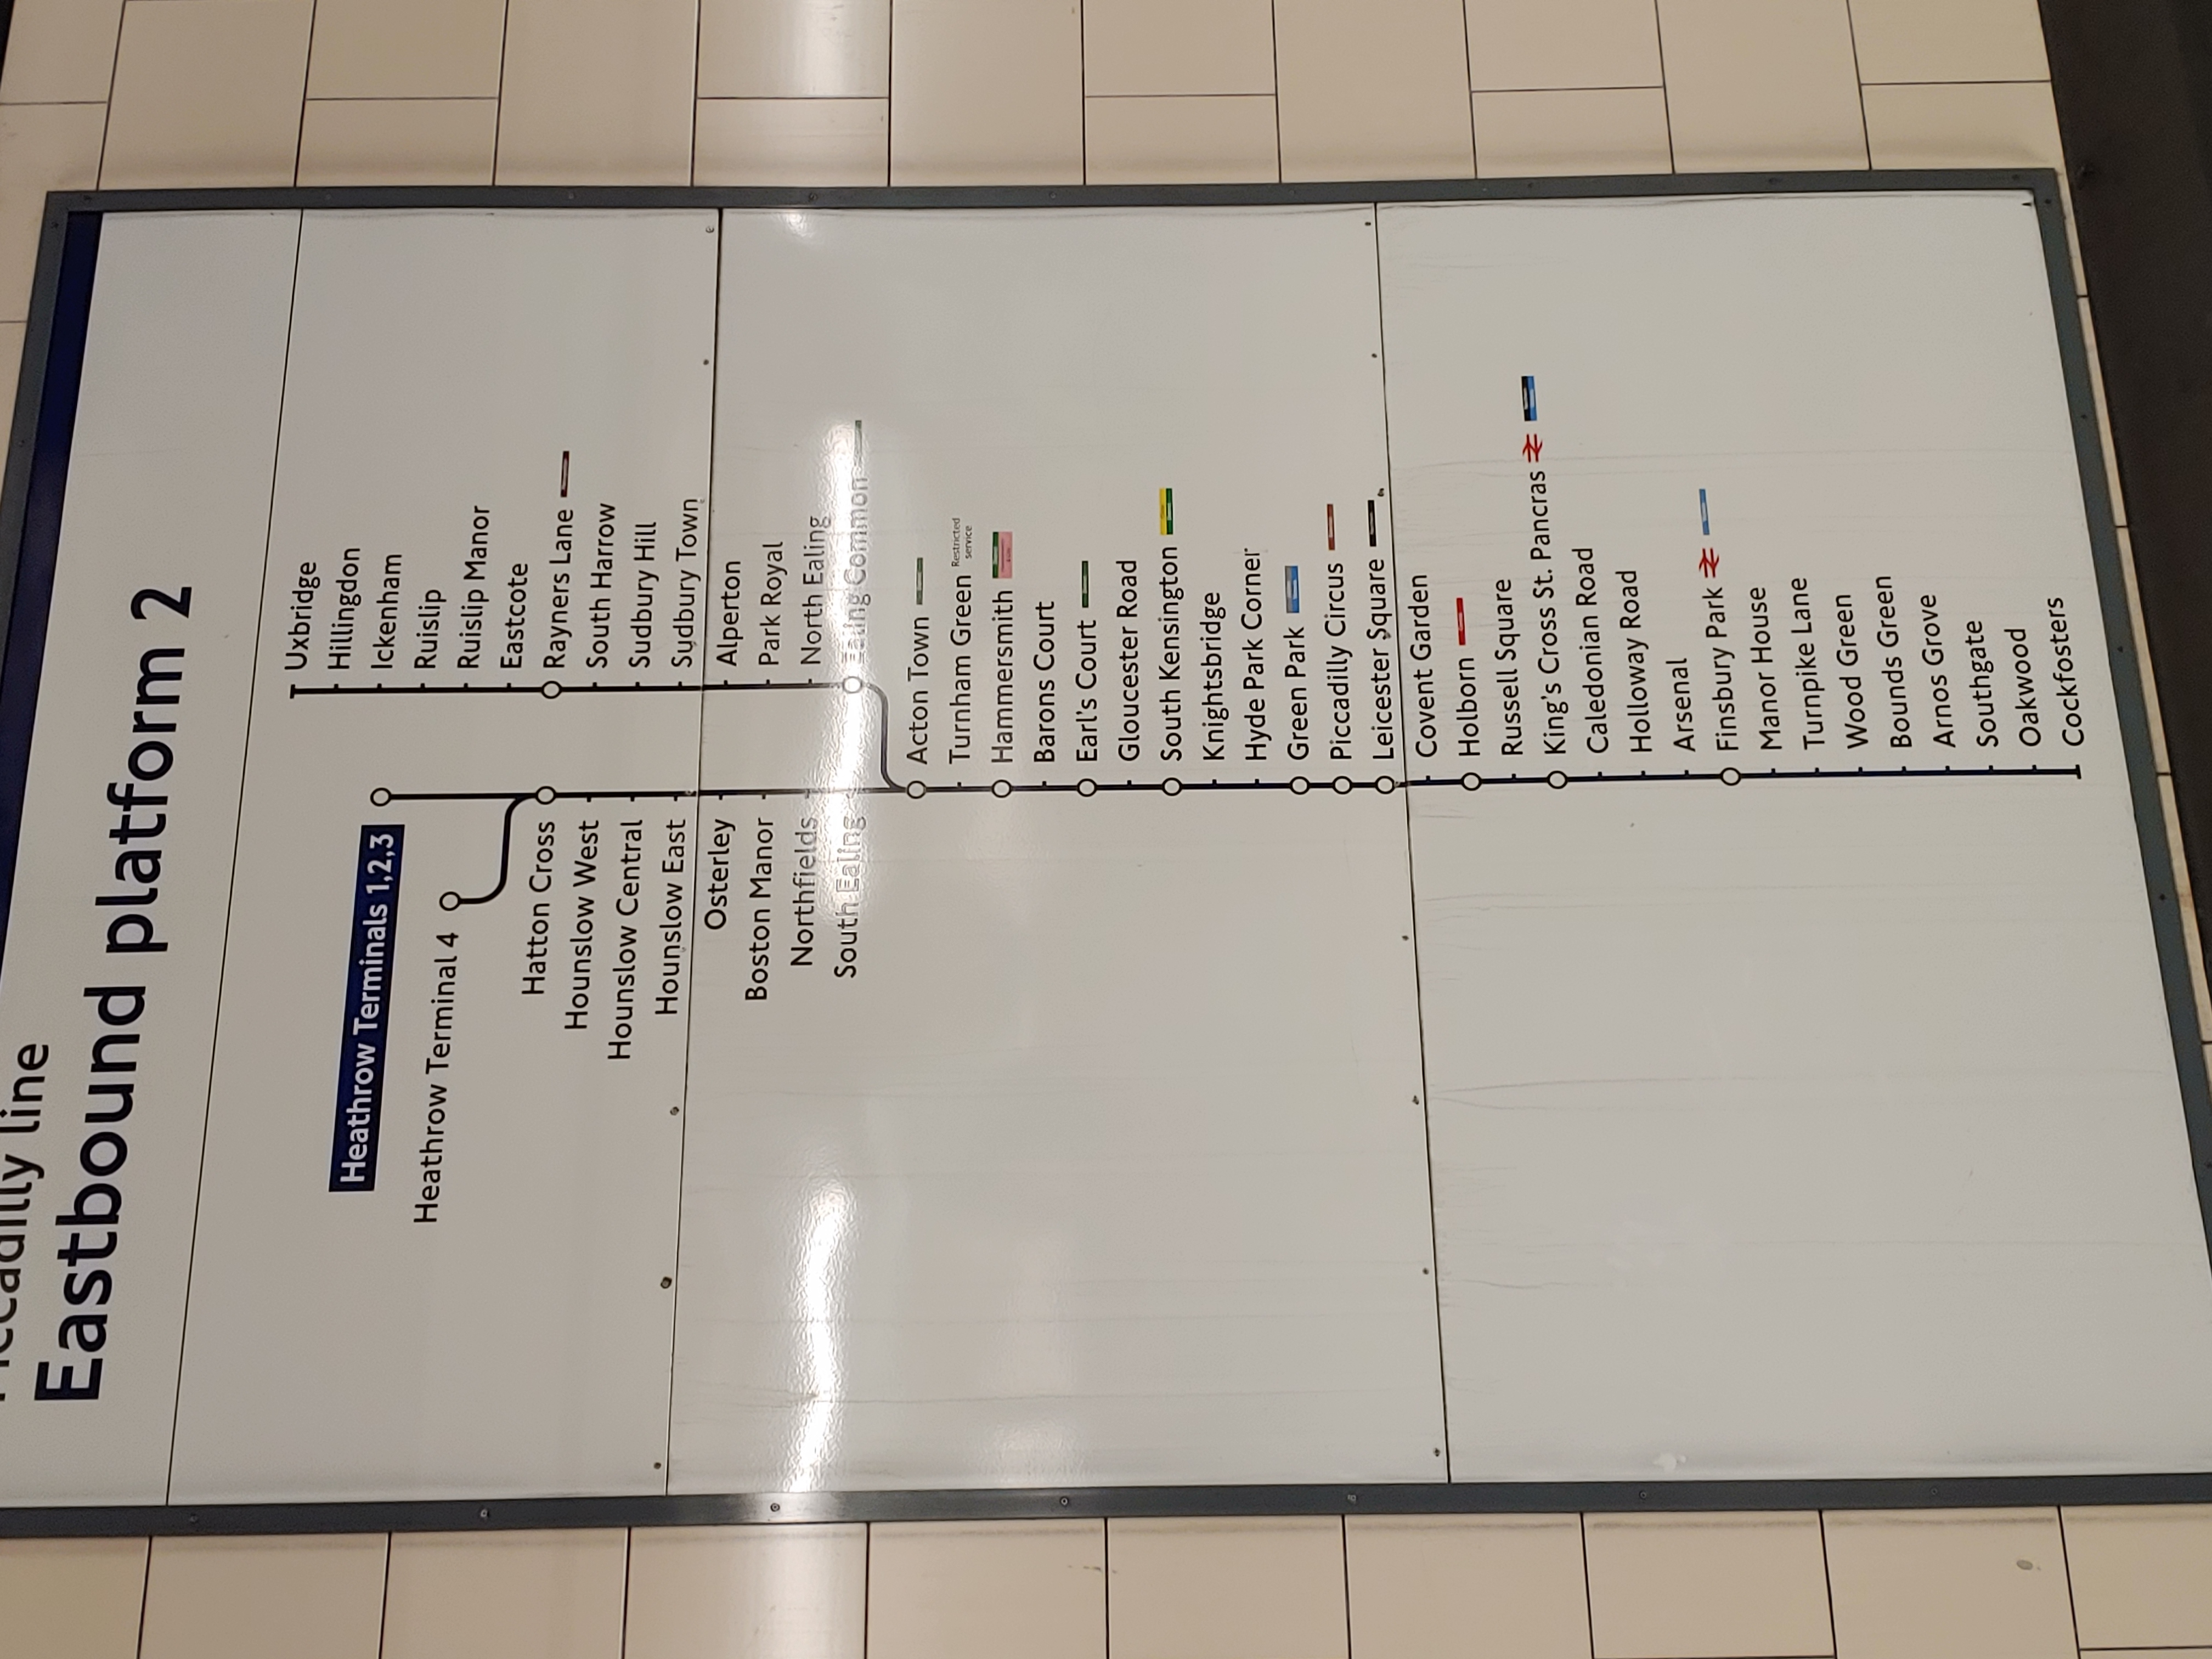 Piccadilly line
Eastbound platform 2
Heathrow Terminals 1,2,3
Heathrow Terminal 4
Hatton Cross
Hounslow West
Hounslow Central
Hounslow East
Osterley
Boston Manor
Northfields
South Ealing
Uxbridge
Hillingdon
Ickenham
Ruislip
Ruislip Manor
Eastcote
Rayners Lane
South Harrow
Sudbury Hill
Sudbury Town
Alperton
Park Royal
North Ealing
Ealing Common
Acton Town
Turnham Green Restricted
service
Hammersmith
Barons Court
Earl's Court
Gloucester Road
South Kensington
Knightsbridge
Hyde Park Corner
Green Park
Piccadilly Circus
Leicester Square
Covent Garden
Holborn
Russell Square
King's Cross St. Pancras
Caledonian Road
Holloway Road
Arsenal
Finsbury Park
Manor House
Turnpike Lane
Wood Green
Bounds Green
Arnos Grove
Southgate
Oakwood
Cockfosters